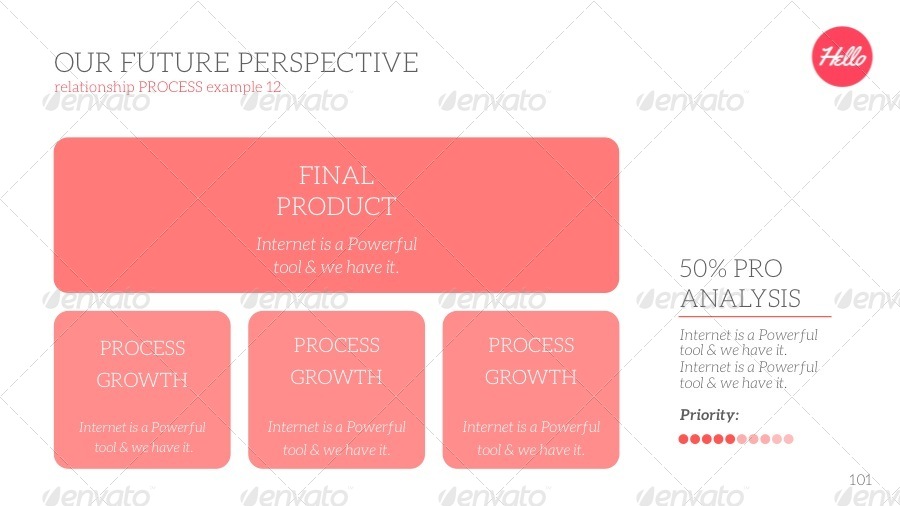 OUR FUTURE PERSPECTIVE
relationship PROCESS example 12
Hello
FINAL
PRODUCT
Internet is a Powerful
tool & we have it.
PROCESS
GROWTH
Internet is a Powerful
tool & we have it.
PROCESS
GROWTH
Internet is a Powerful
tool & we have it.
PROCESS
GROWTH
Internet is a Powerful
tool & we have it.
50% PRO
ANALYSIS
Internet is a Powerful
tool & we have it.
Internet is a Powerful
tool & we have it.
Priority:
101
envato envato envato envato envato
envato envato envato envato envato
envato envato envato envato envato